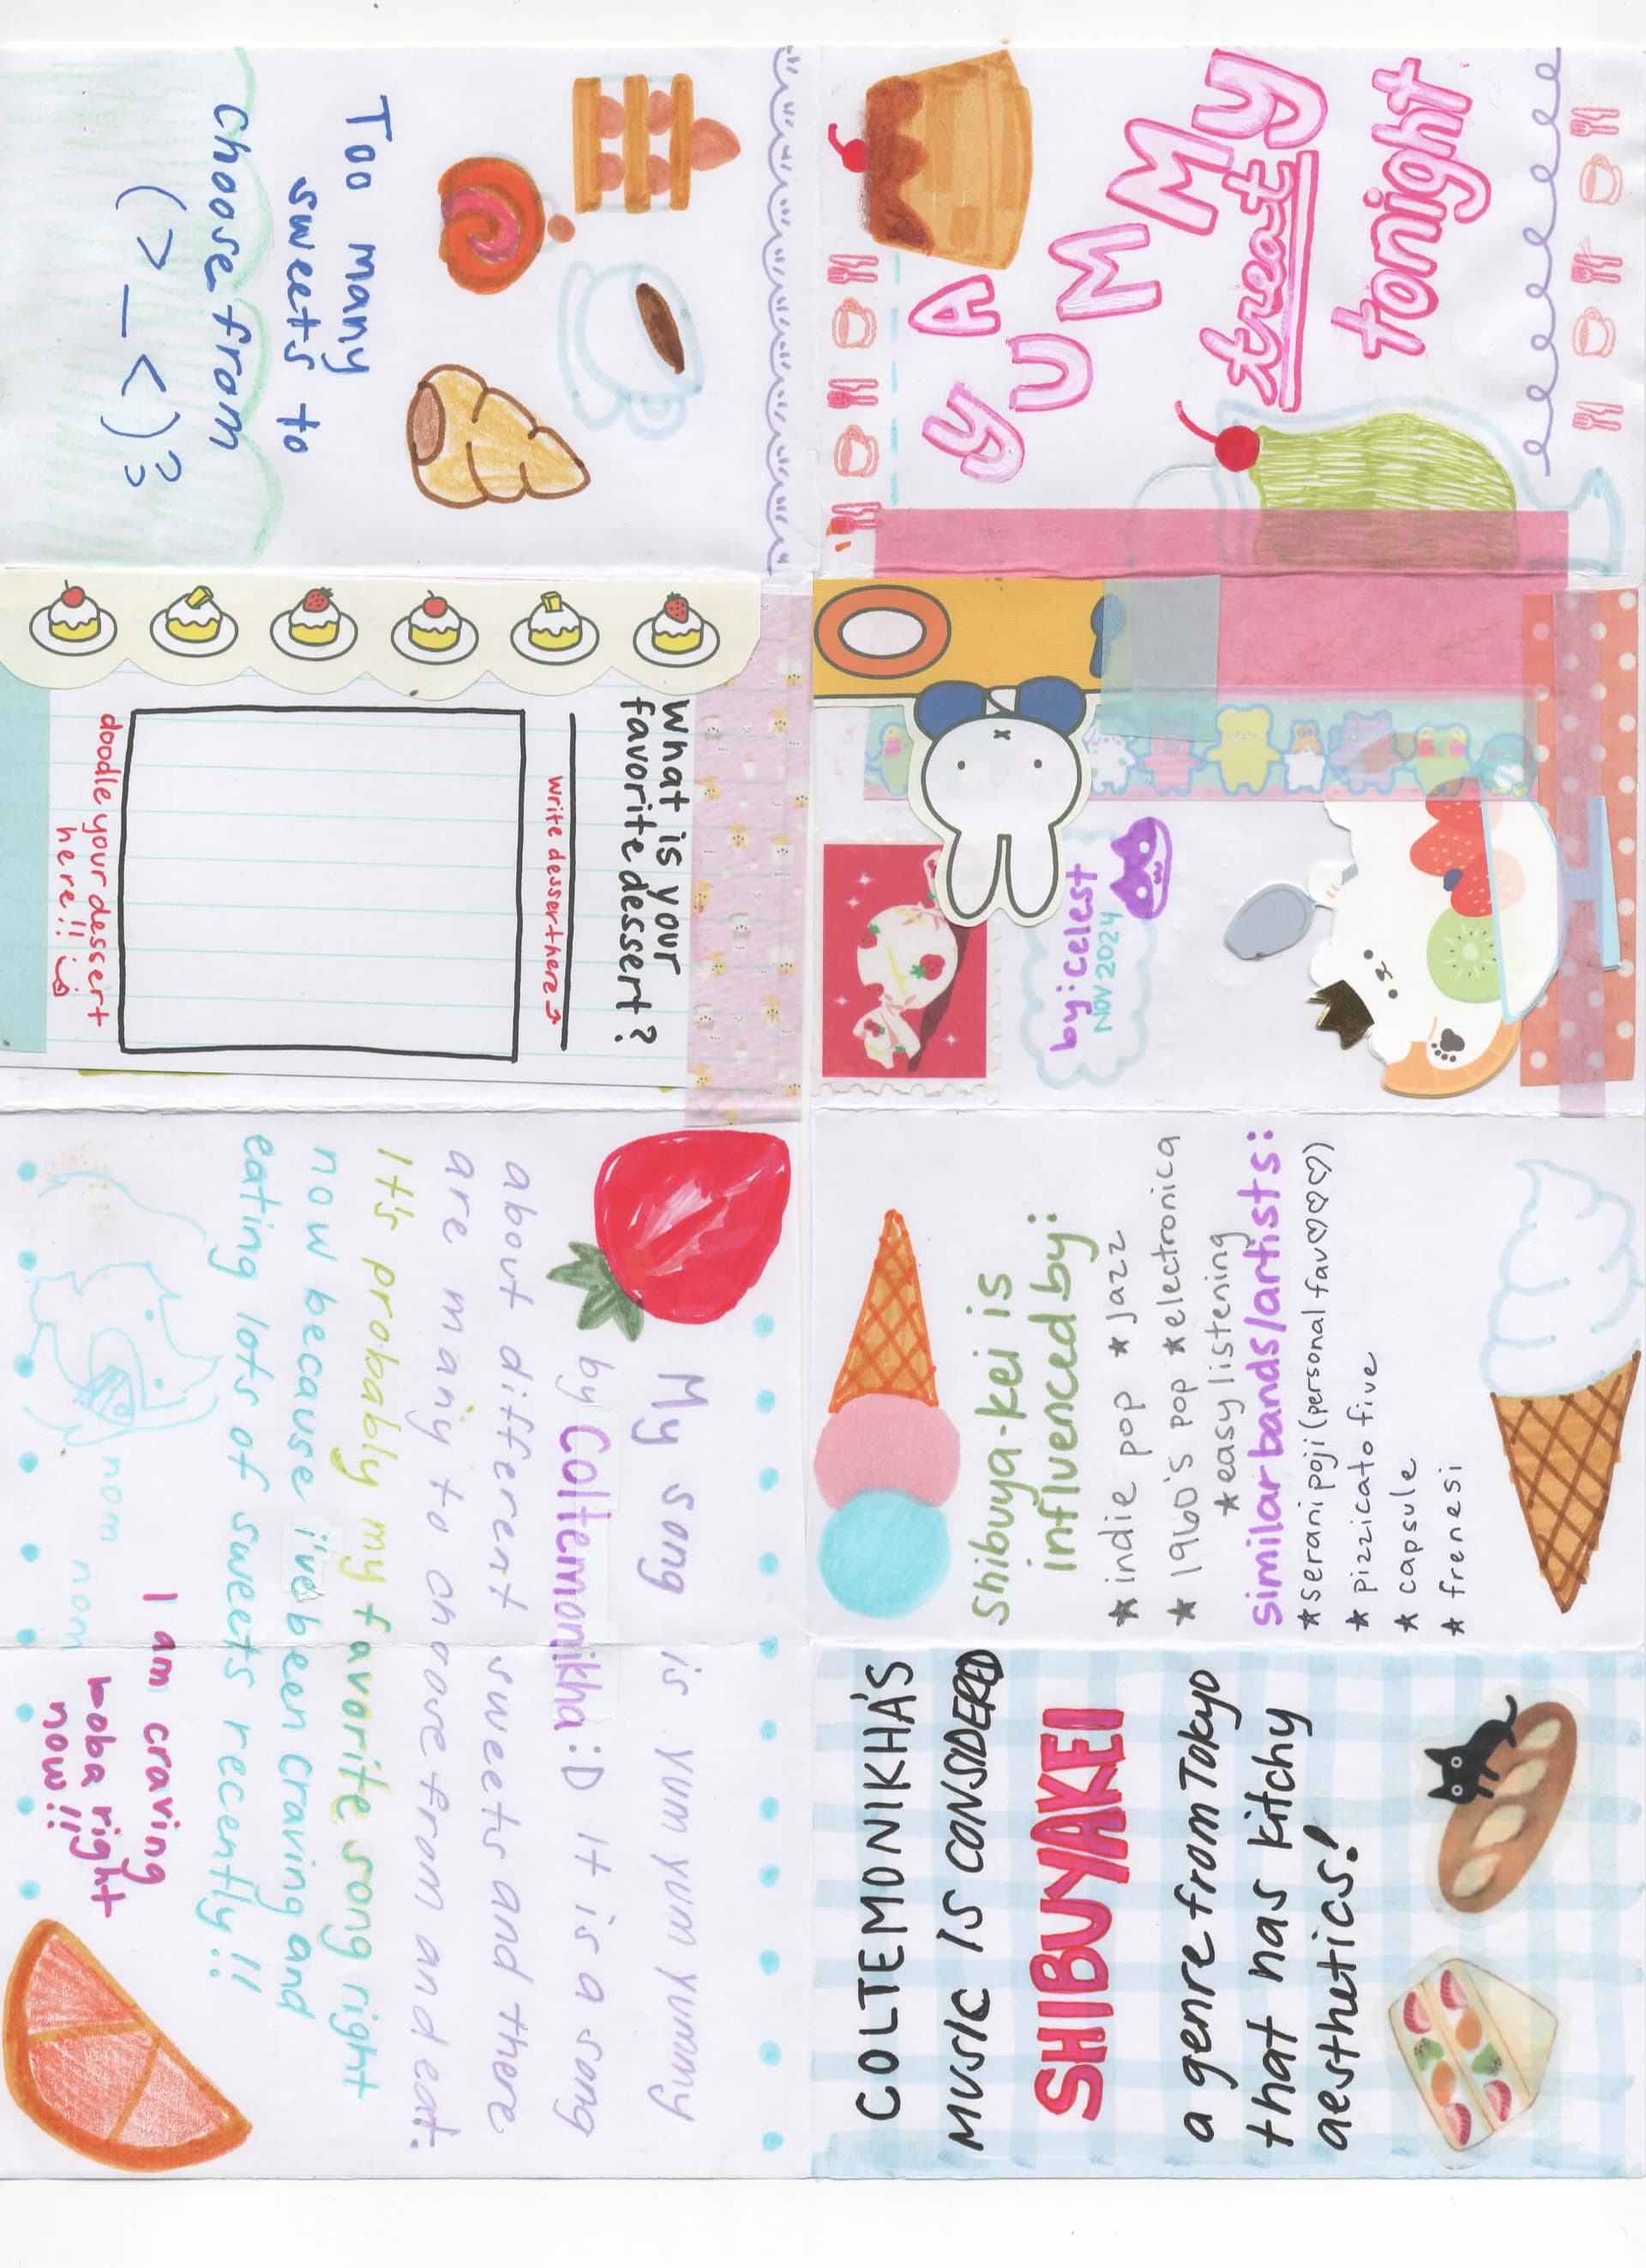 A
YUMMY
treat
tonight
by: celest
Nov 2024
Too many
sweets to
choose from
(>_<)
What is your
favorite dessert?
write dessert here→
doodle your dessert
here!!
My song is yum yum yummy
by Coltemonikha :D It is a song
about different sweets and there
are many to choose from and eat.
It's probably my favorite song right
now because i've been craving and
eating lots of sweets recently!!
nom nom
I am craving
boba right
now!!!
COLTEMONIKHA'S
MUSIC IS CONSIDERED
SHIBUYAKEI
a genre from Tokyo
that has kitchy
aesthetics!
Shibuya-kei is
influenced by:
★ indie pop ★ jazz
★ 1960's pop ★ electronica
★ easy listening
similar bands/artists:
★ serani poji (personal fav♡♡♡♡)
★ pizzicato five
★ capsule
★ frenesi